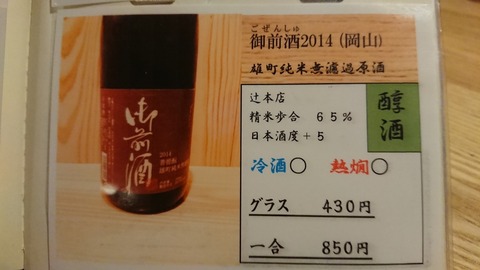 ごぜんしゅ
御前酒2014(岡山)
雄町純米無濾過原酒
辻本店
精米歩合 65%
日本酒度+5
醇酒
冷酒○ 熱燗○
グラス 430円
一合 850円
御前酒
2014